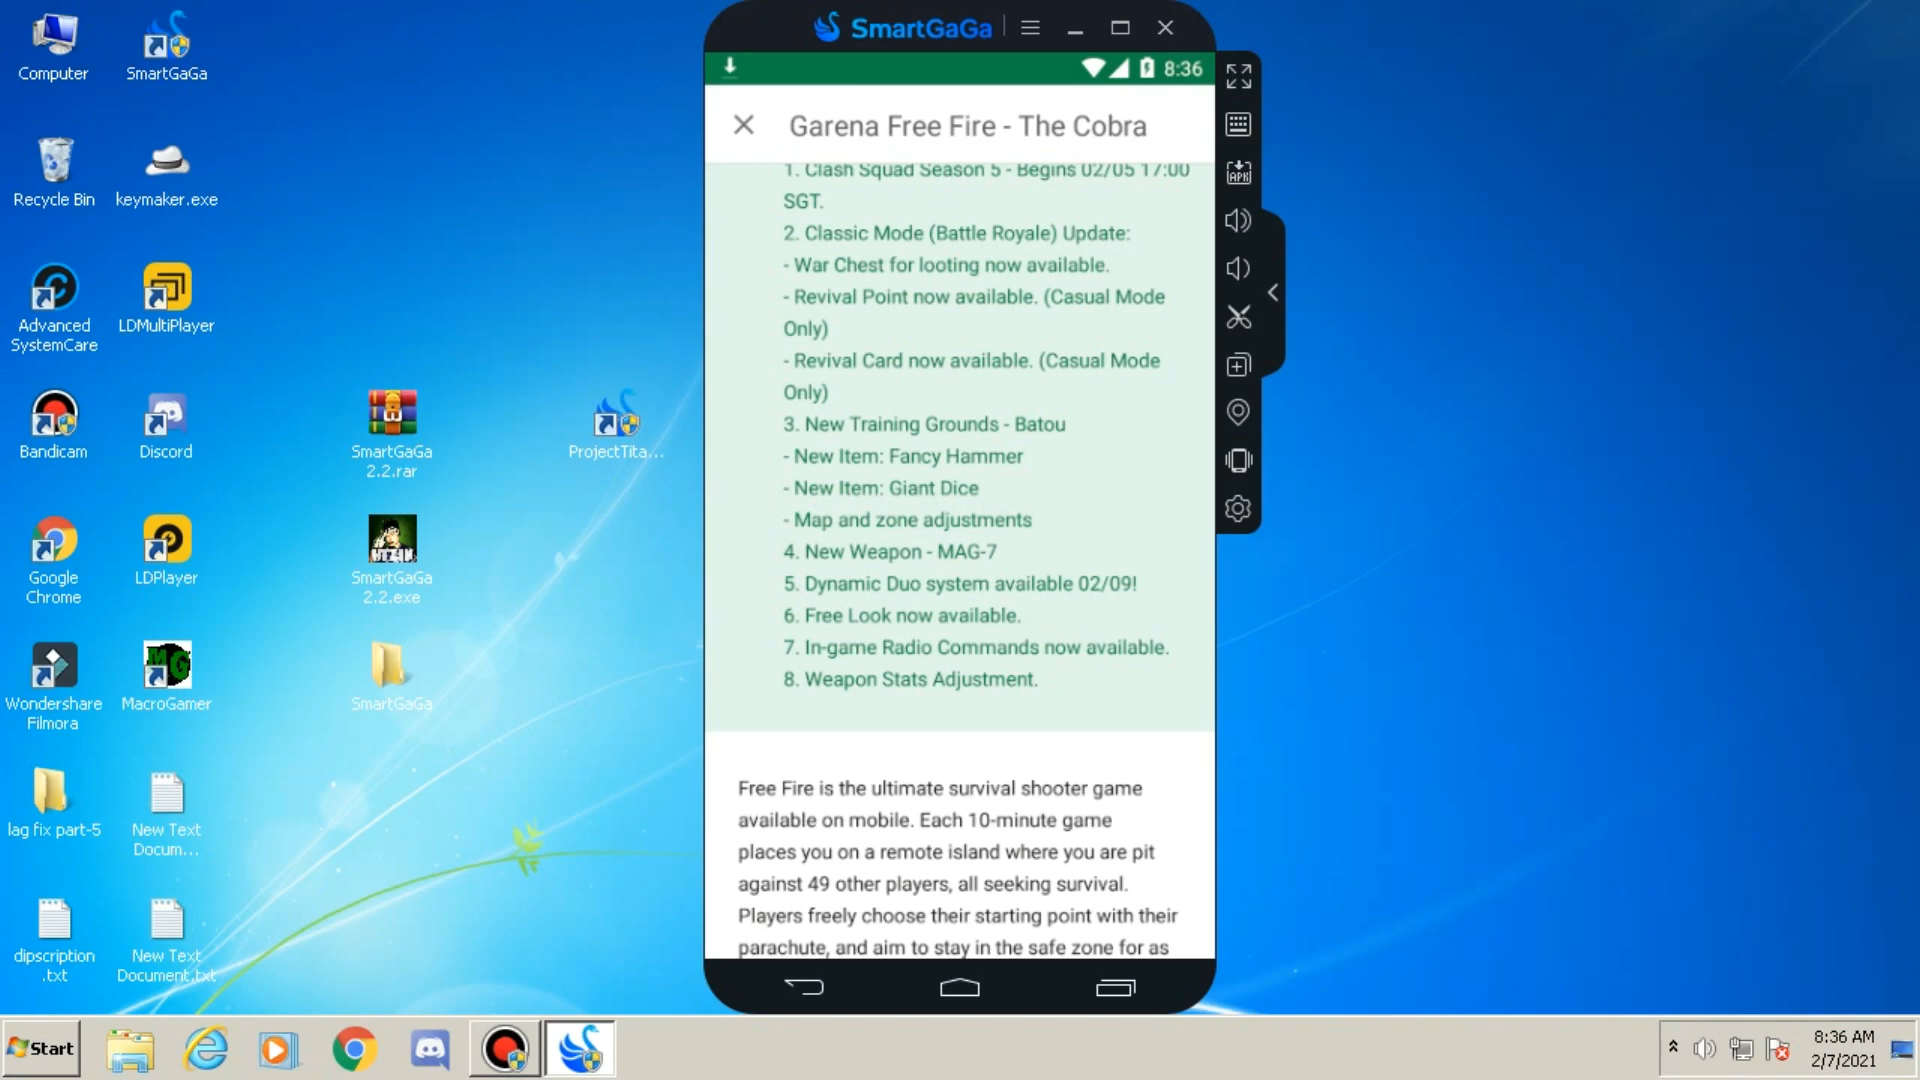 Computer
SmartGaGa
Recycle Bin
keymaker.exe
Advanced
SystemCare
LDMultiPlayer
Bandicam
Discord
SmartGaGa
2.2.rar
ProjectTita...
Google
Chrome
LDPlayer
SmartGaGa
2.2.exe
Wondershare
Filmora
MG
MacroGamer
SmartGaGa
lag fix part-5
New Text
Docum...
dipscription
.txt
New Text
Document.txt
SmartGaGa
8:36
Garena Free Fire - The Cobra
1. Clash Squad Season 5 - Begins 02/05 17:00
SGT.
2. Classic Mode (Battle Royale) Update:
- War Chest for looting now available.
- Revival Point now available. (Casual Mode
Only)
- Revival Card now available. (Casual Mode
Only)
3. New Training Grounds - Batou
- New Item: Fancy Hammer
- New Item: Giant Dice
- Map and zone adjustments
4. New Weapon - MAG-7
5. Dynamic Duo system available 02/09!
6. Free Look now available.
7. In-game Radio Commands now available.
8. Weapon Stats Adjustment.
Free Fire is the ultimate survival shooter game
available on mobile. Each 10-minute game
places you on a remote island where you are pit
against 49 other players, all seeking survival.
Players freely choose their starting point with their
parachute, and aim to stay in the safe zone for as
APK
Start
8:36 AM
2/7/2021